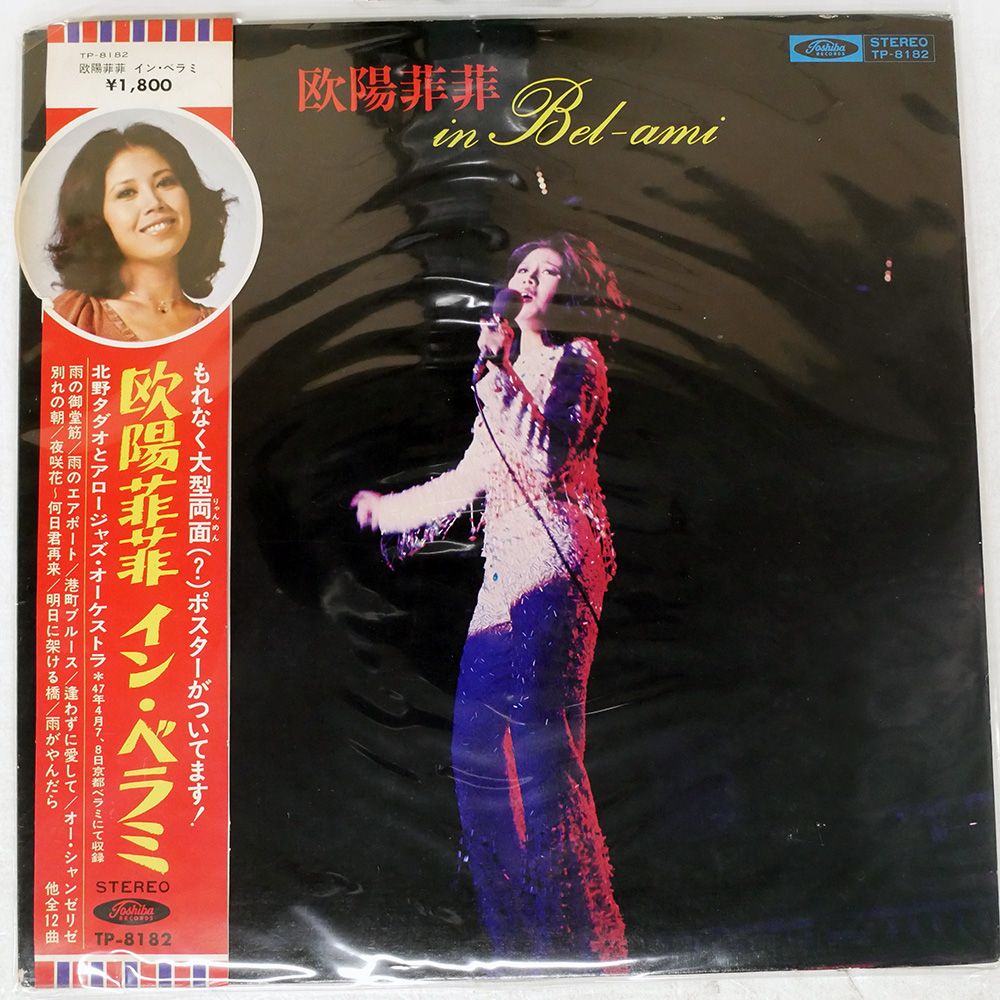 TP-8182
欧陽菲菲 イン・ベラミ
¥1,800
もれなく大型両面(?)ポスターがついてます!
りゃんめん
欧陽菲菲 イン・ベラミ
北野タダオとアロージャズ・オーケストラ*47年4月7、8日京都ベラミにて収録
雨の御堂筋/雨のエアポート/港町ブルース/逢わずに愛して/オー・シャンゼリゼ
別れの朝/夜咲花~何日君再来/明日に架ける橋/雨がやんだら 他全12曲
STEREO
Toshiba
RECORDS
TP-8182
欧陽菲菲
in Bel-ami
Toshiba
RECORDS
STEREO
TP-8182